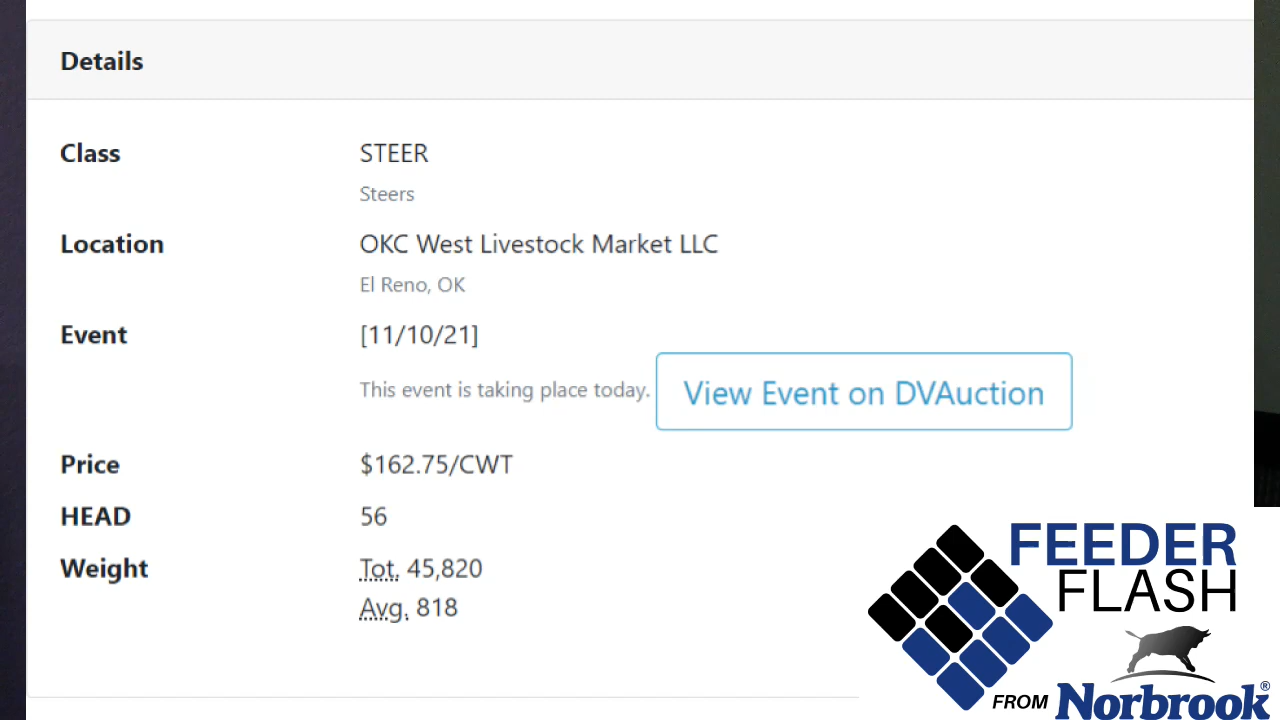 Details
Class STEER
Steers
Location OKC West Livestock Market LLC
El Reno, OK
Event [11/10/21]
This event is taking place today. View Event on DVAuction
Price $162.75/CWT
HEAD 56
Weight Tot. 45,820
Avg. 818
FEEDER
FLASH
FROM Norbrook®